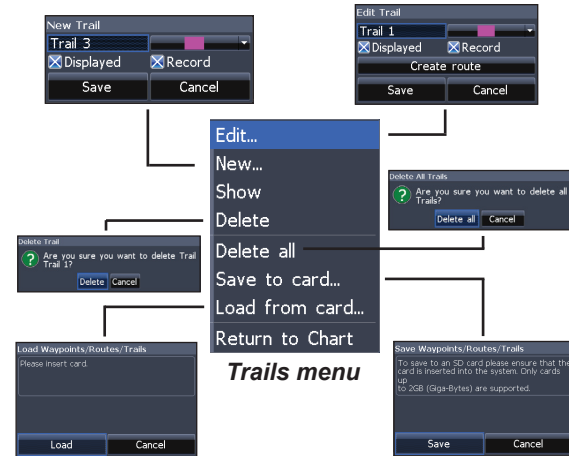 New Trail
Trail 3
Displayed
Record
Save
Cancel
Edit Trail
Trail 1
Displayed
Record
Create route
Save
Cancel
Edit...
New...
Show
Delete
Delete all
Save to card...
Load from card...
Return to Chart
Trails menu
Delete All Trails
? Are you sure you want to delete all
Trails?
Delete all
Cancel
Delete Trail
? Are you sure you want to delete Trail
Trail 1?
Delete
Cancel
Load Waypoints/Routes/Trails
Please insert card.
Load
Cancel
Save Waypoints/Routes/Trails
To save to an SD card please ensure that the
card is inserted into the system. Only cards
up
to 2GB (Giga-Bytes) are supported.
Save
Cancel